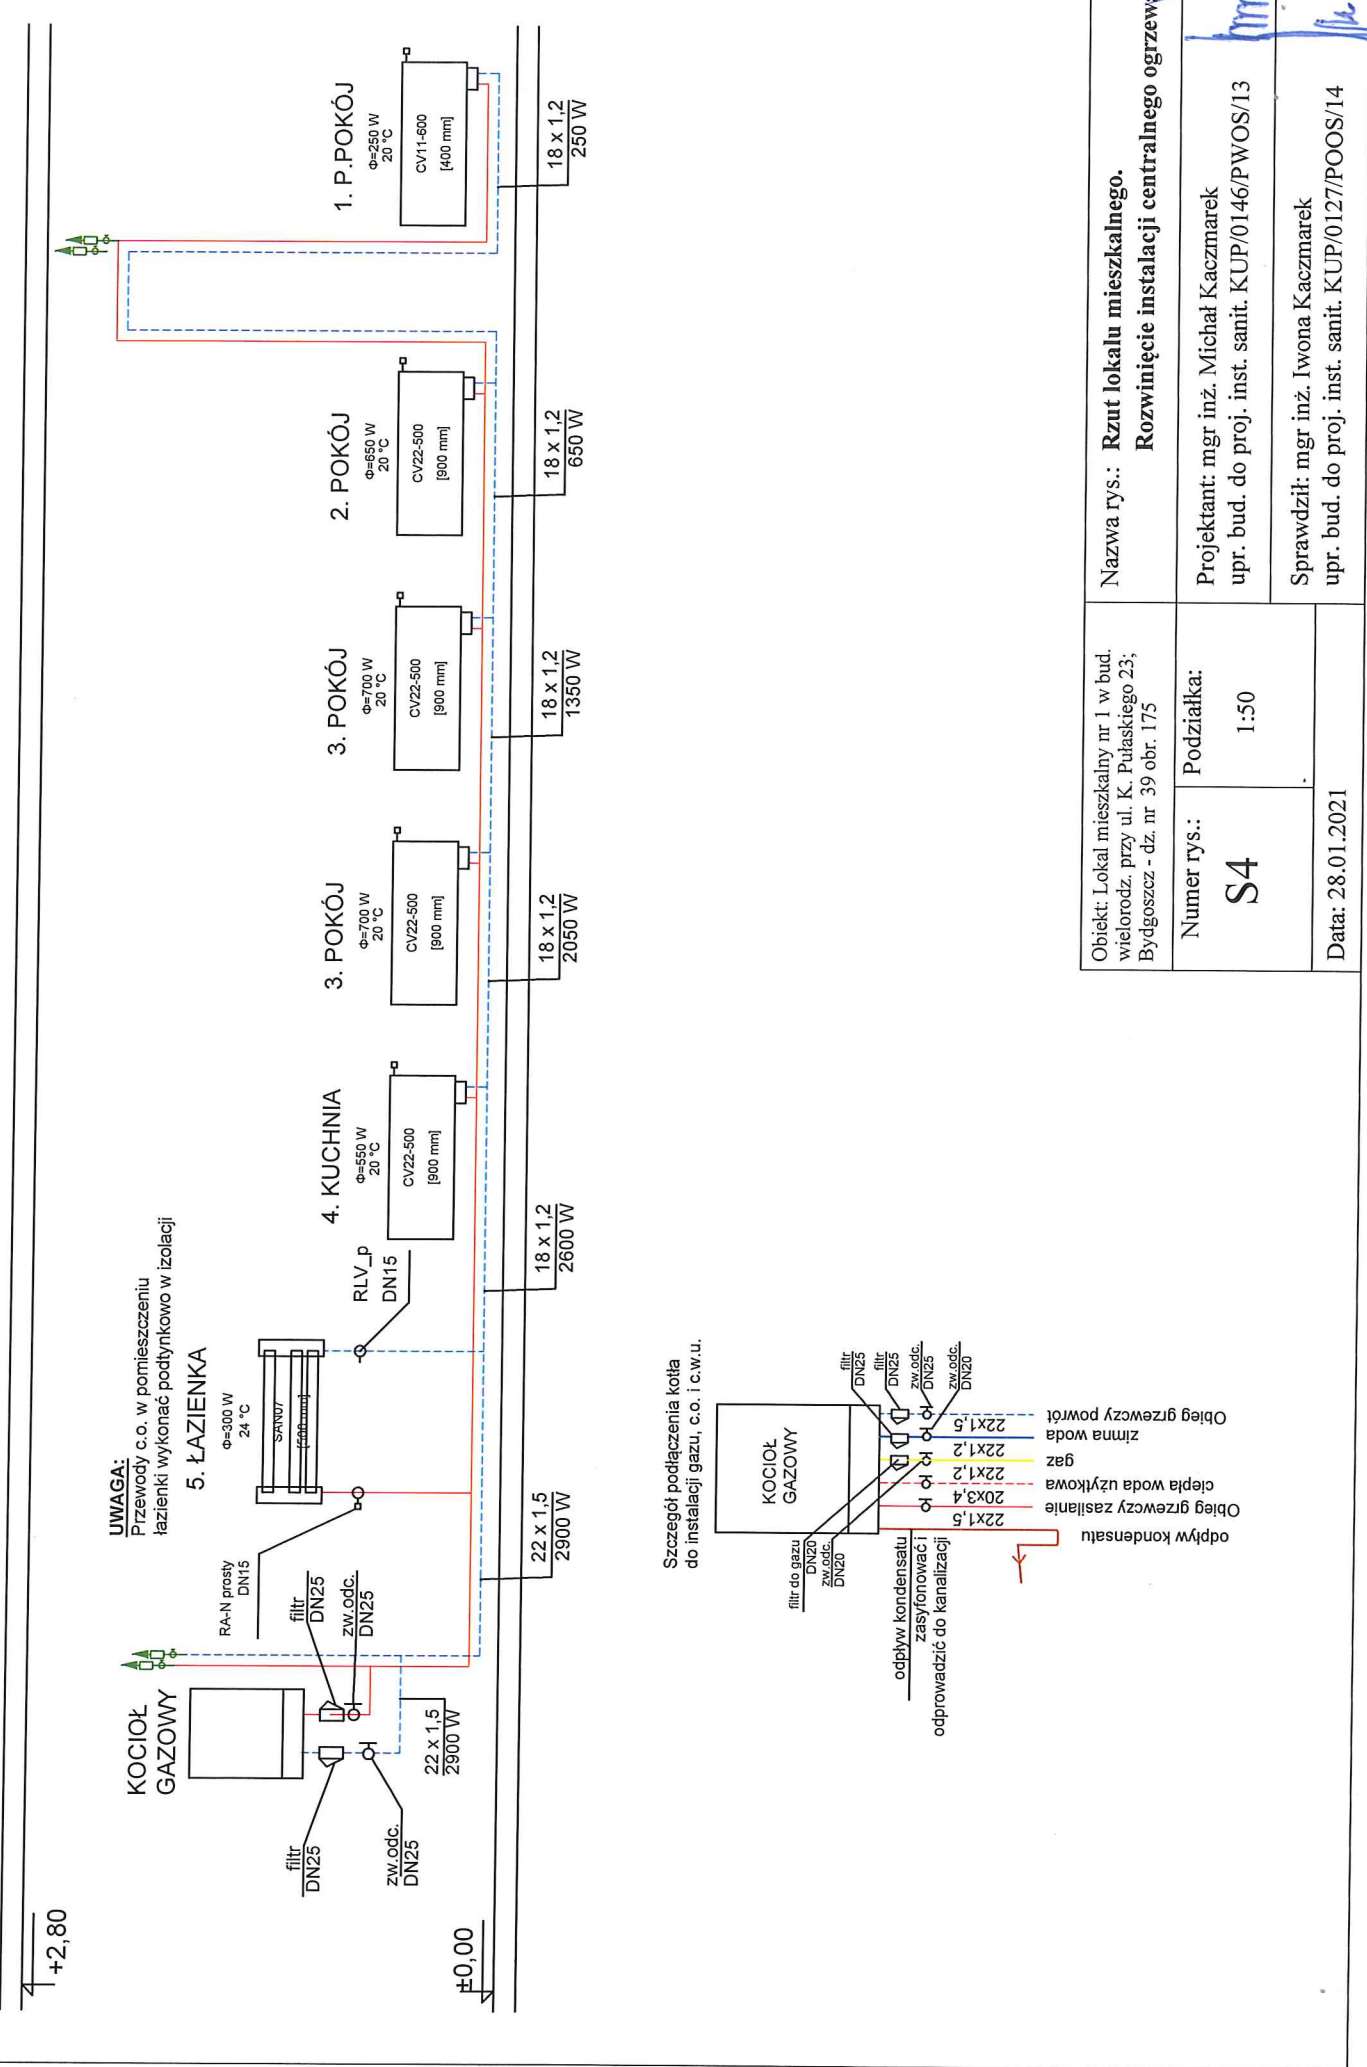 +2,80
±0,00
KOCIOŁ
GAZOWY
filtr
DN25
zw.odc.
DN25
22 x 1,5
2900 W
filtr
DN25
zw.odc.
DN25
RA-N prosty
DN15
UWAGA:
Przewody c.o. w pomieszczeniu
łazienki wykonać podtynkowo w izolacji
5. ŁAZIENKA
Φ=300 W
24 °C
SAN07
[500 mm]
RLV_p
DN15
22 x 1,5
2900 W
4. KUCHNIA
Φ=550 W
20 °C
CV22-500
[900 mm]
18 x 1,2
2600 W
3. POKÓJ
Φ=700 W
20 °C
CV22-500
[900 mm]
18 x 1,2
2050 W
3. POKÓJ
Φ=700 W
20 °C
CV22-500
[900 mm]
18 x 1,2
1350 W
2. POKÓJ
Φ=650 W
20 °C
CV22-500
[900 mm]
18 x 1,2
650 W
1. P.POKÓJ
Φ=250 W
20 °C
CV11-600
[400 mm]
18 x 1,2
250 W
Szczegół podłączenia kotła
do instalacji gazu, c.o. i c.w.u.
KOCIOŁ
GAZOWY
filtr do gazu
DN20
zw.odc.
DN20
filtr
DN25
filtr
DN25
zw.odc.
DN25
zw.odc.
DN20
odpływ kondensatu
zasyfonować i
odprowadzić do kanalizacji
22x1,5
20x3,4
22x1,2
22x1,2
22x1,5
odpływ kondensatu
Obieg grzewczy zasilanie
ciepła woda użytkowa
gaz
zimna woda
Obieg grzewczy powrót
Obiekt: Lokal mieszkalny nr 1 w bud.
wielorodz. przy ul. K. Pułaskiego 23;
Bydgoszcz - dz. nr 39 obr. 175
Nazwa rys.: Rzut lokalu mieszkalnego.
Rozwinięcie instalacji centralnego ogrzew
Numer rys.:
S4
Podziałka:
1:50
Projektant: mgr inż. Michał Kaczmarek
upr. bud. do proj. inst. sanit. KUP/0146/PWOS/13
Data: 28.01.2021
Sprawdził: mgr inż. Iwona Kaczmarek
upr. bud. do proj. inst. sanit. KUP/0127/POOS/14